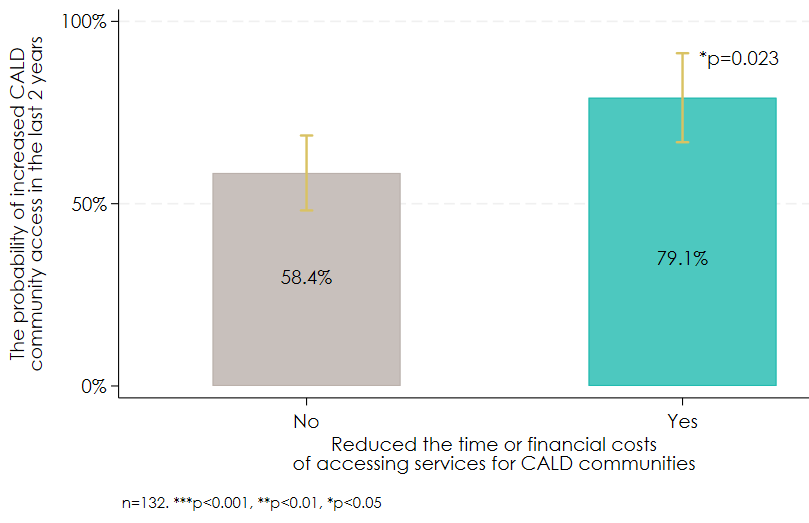 100%
50%
0%
The probability of increased CALD
community access in the last 2 years
*p=0.023
58.4%
79.1%
No
Yes
Reduced the time or financial costs
of accessing services for CALD communities
n=132. ***p<0.001, **p<0.01, *p<0.05